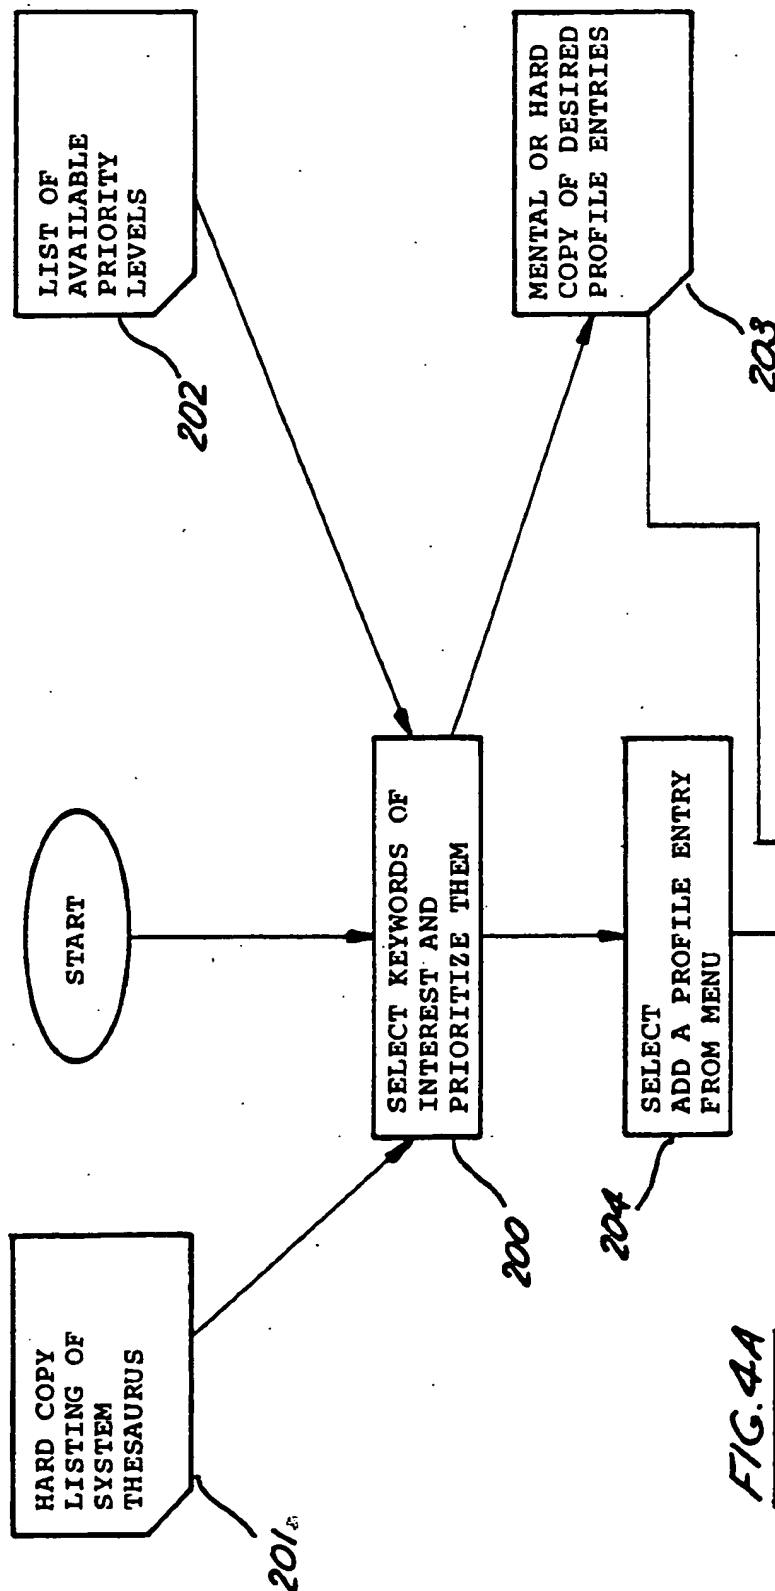 HARD COPY
LISTING OF
SYSTEM
THESAURUS
201a
START
LIST OF
AVAILABLE
PRIORITY
LEVELS
202
SELECT KEYWORDS OF
INTEREST AND
PRIORITIZE THEM
200
MENTAL OR HARD
COPY OF DESIRED
PROFILE ENTRIES
203
SELECT
ADD A PROFILE ENTRY
FROM MENU
204
FIG. 4A